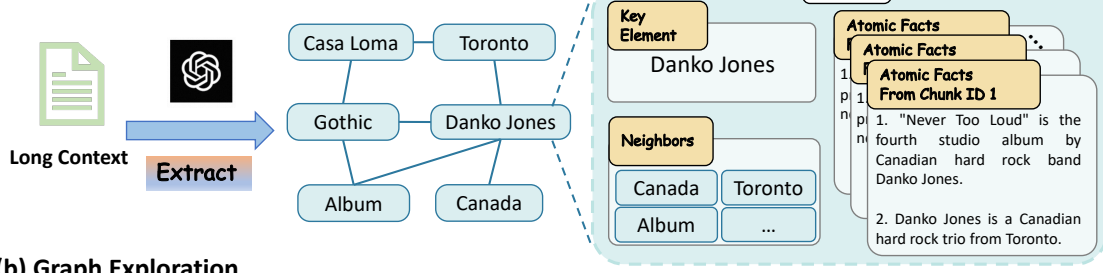 Long Context
Extract
Casa Loma
Toronto
Gothic
Danko Jones
Album
Canada
Key
Element
Danko Jones
Neighbors
Canada
Toronto
Album
...
Atomic Facts
Atomic Facts
Atomic Facts
From Chunk ID 1
1. "Never Too Loud" is the
fourth studio album by
Canadian hard rock band
Danko Jones.
2. Danko Jones is a Canadian
hard rock trio from Toronto.
(b) Graph Exploration